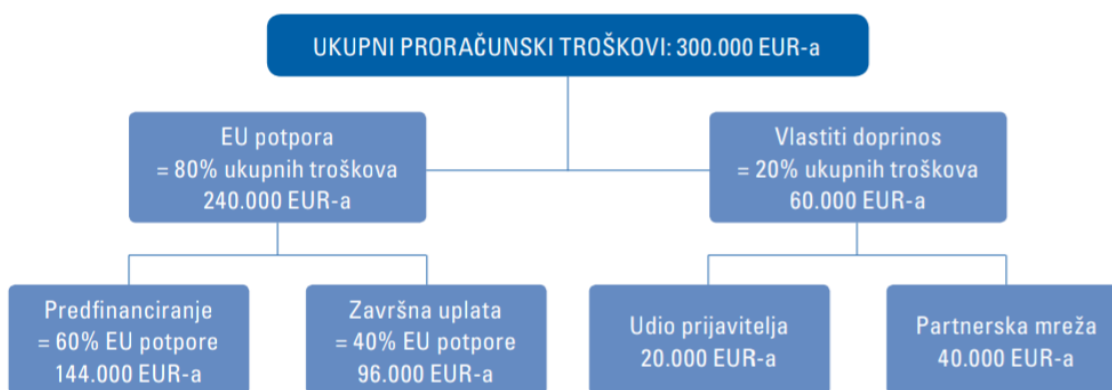 UKUPNI PRORAČUNSKI TROŠKOVI: 300.000 EUR-a
EU potpora
= 80% ukupnih troškova
240.000 EUR-a
Vlastiti doprinos
= 20% ukupnih troškova
60.000 EUR-a
Predfinanciranje
= 60% EU potpore
144.000 EUR-a
Završna uplata
= 40% EU potpore
96.000 EUR-a
Udio prijavitelja
20.000 EUR-a
Partnerska mreža
40.000 EUR-a